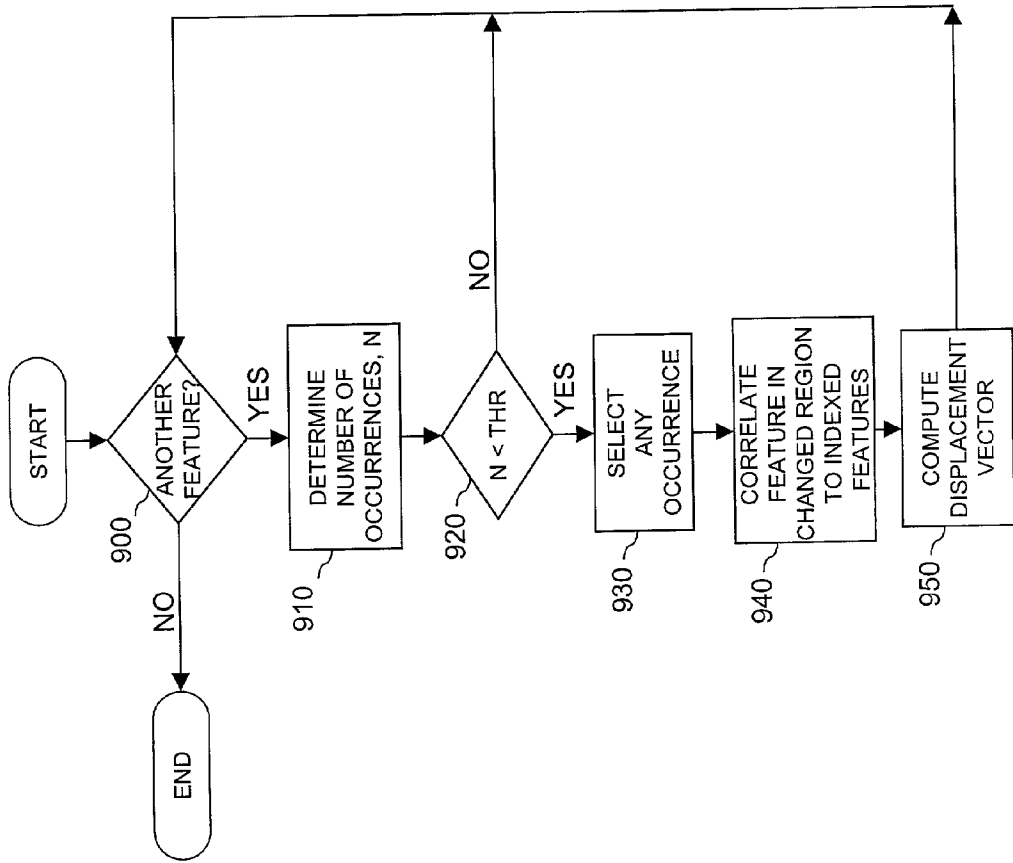 START
ANOTHER
FEATURE?
900
NO
END
YES
DETERMINE
NUMBER OF
OCCURRENCES, N
910
N < THR
920
NO
YES
SELECT
ANY
OCCURRENCE
930
CORRELATE
FEATURE IN
CHANGED REGION
TO INDEXED
FEATURES
940
COMPUTE
DISPLACEMENT
VECTOR
950